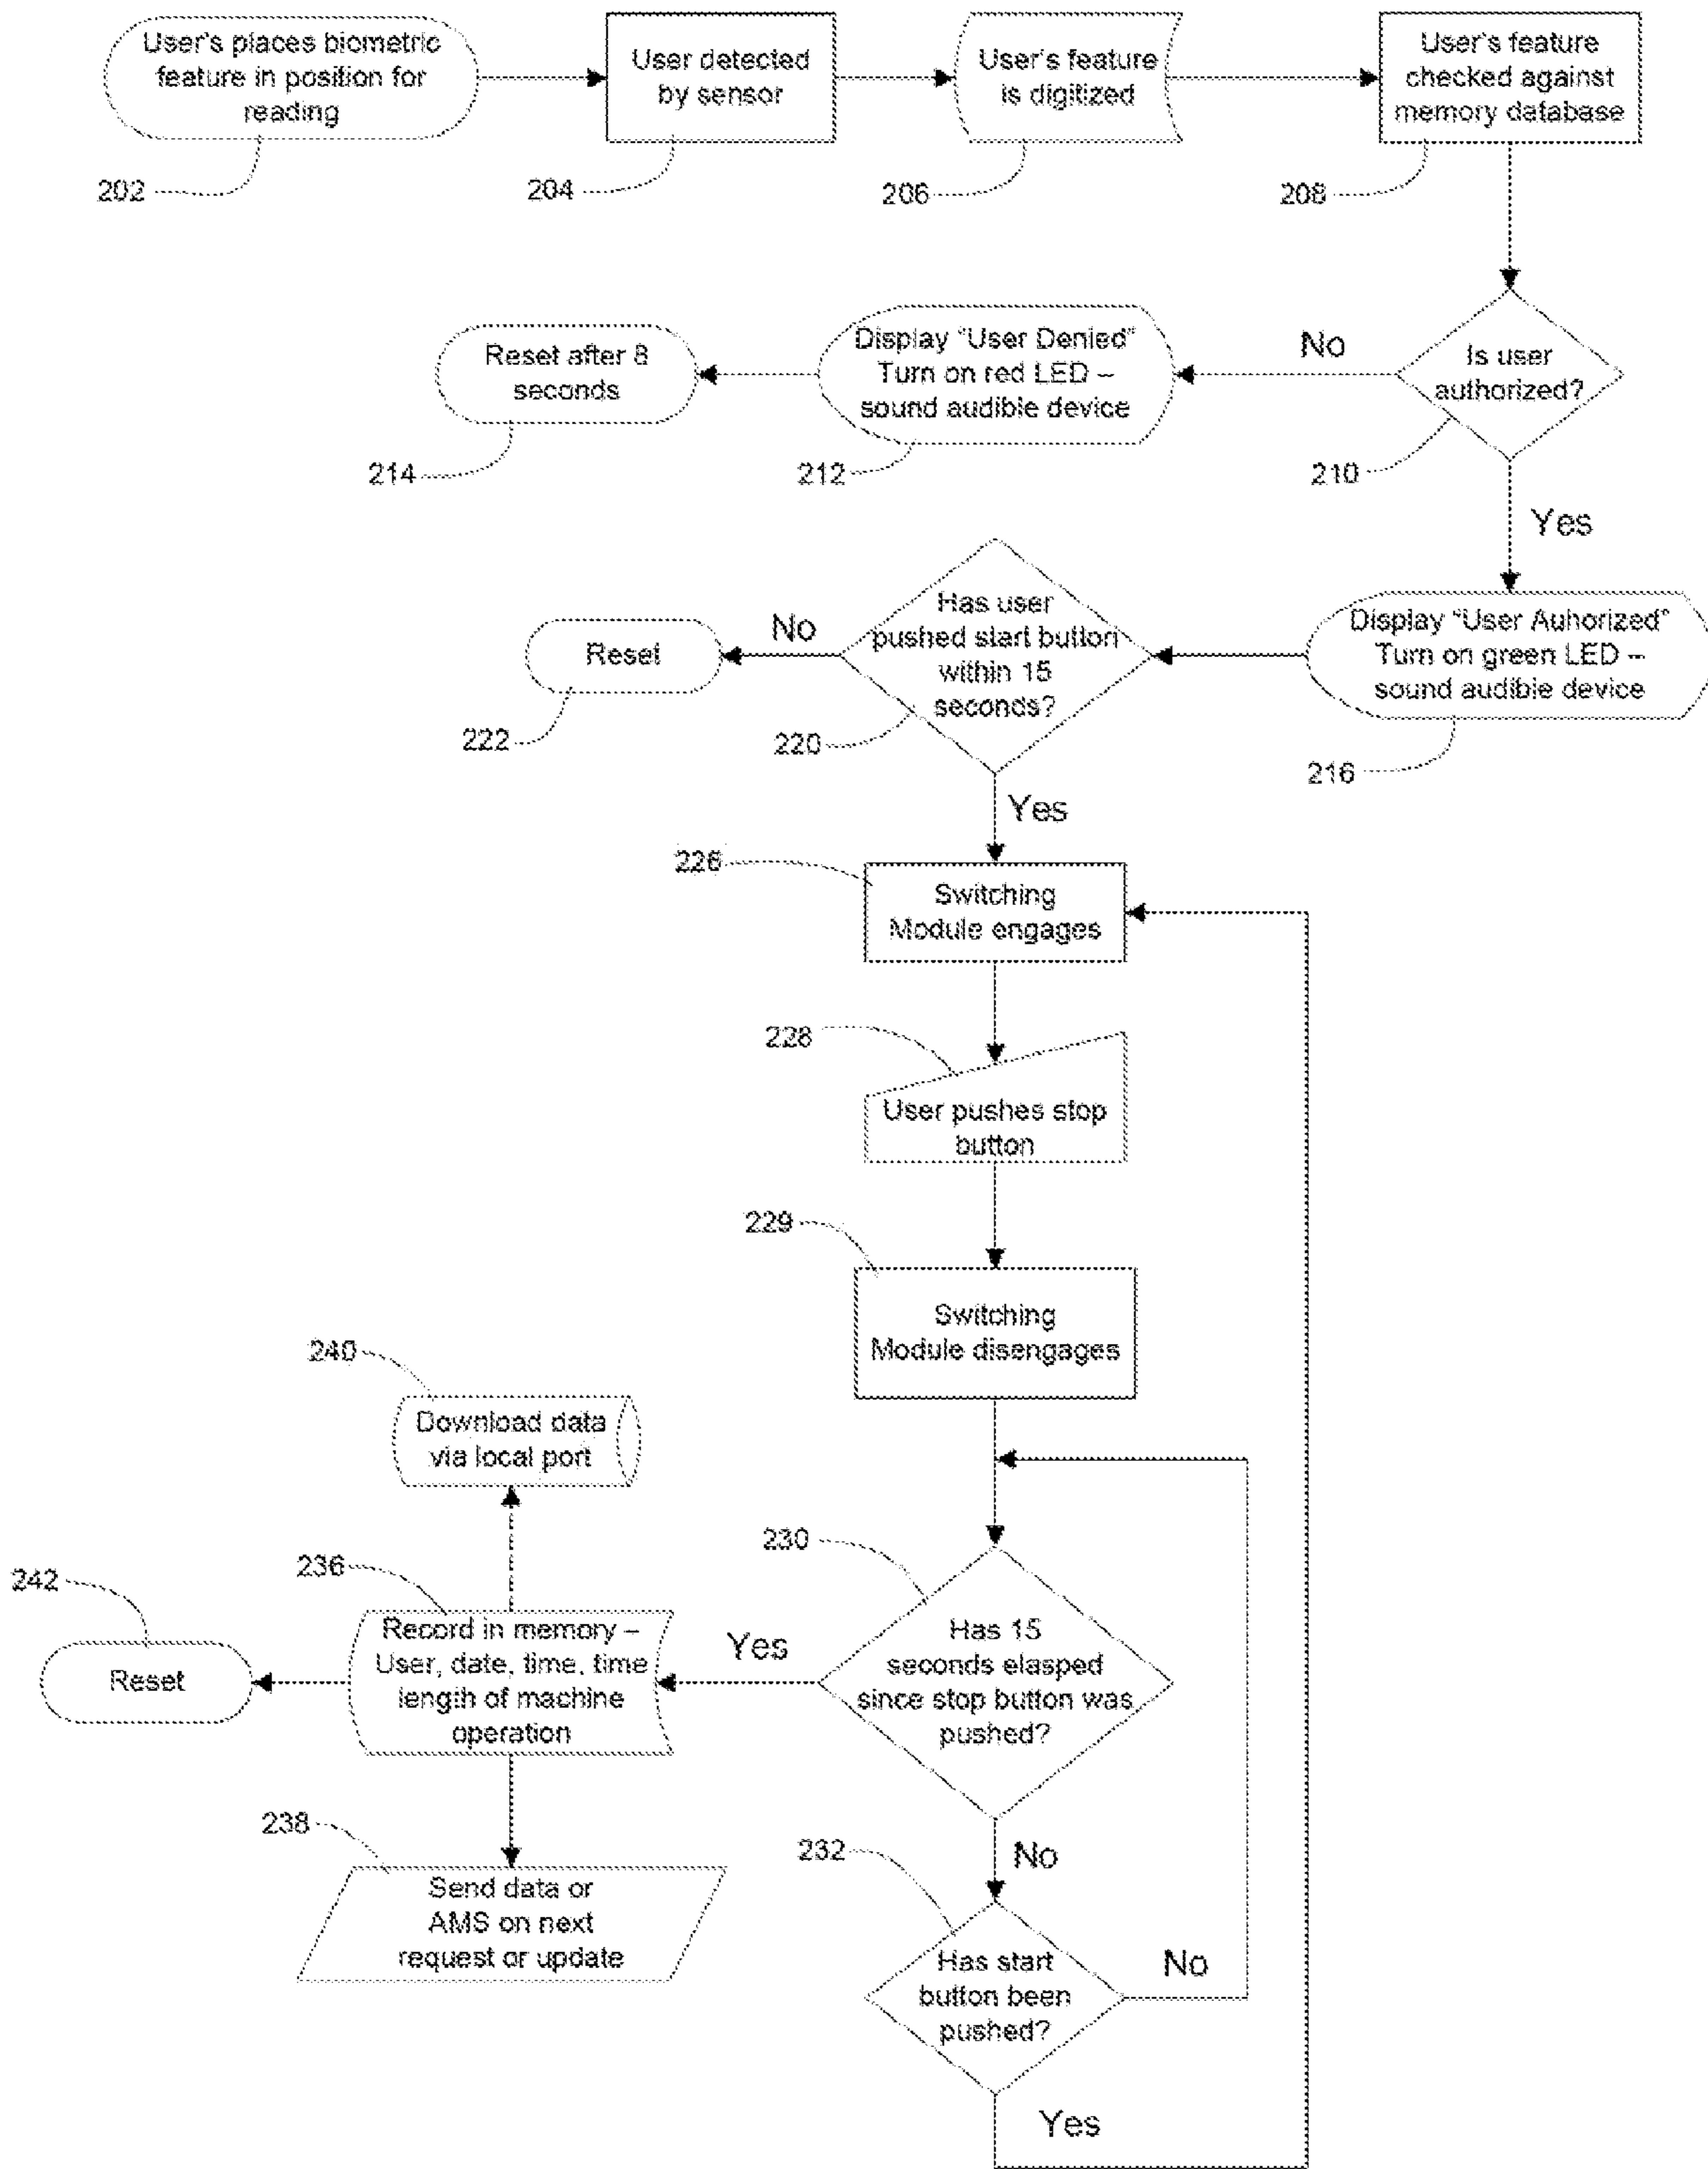 User's places biometric
feature in position for
reading
202
User detected
by sensor
204
User's feature
is digitized
206
User's feature
checked against
memory database
208
Is user
authorized?
210
No
Display "User Denied"
Turn on red LED –
sound audible device
212
Reset after 8
seconds
214
Yes
Display "User Auhorized"
Turn on green LED –
sound audible device
216
Has user
pushed start button
within 15
seconds?
220
No
Reset
222
Yes
226
Switching
Module engages
228
User pushes stop
button
229
Switching
Module disengages
230
Has 15
seconds elasped
since stop button was
pushed?
Yes
236
Record in memory –
User, date, time, time
length of machine
operation
240
Download data
via local port
242
Reset
238
Send data or
AMS on next
request or update
No
232
Has start
button been
pushed?
No
Yes